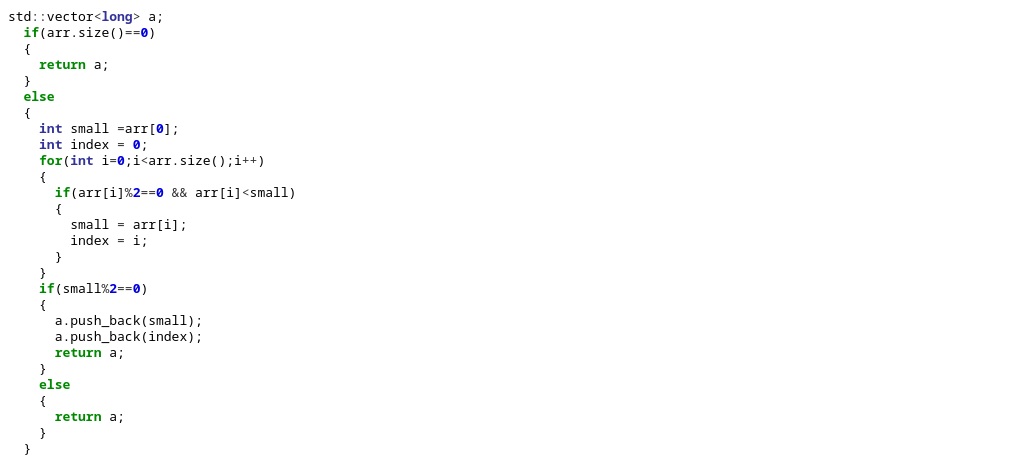 std::vector<long> a;
  if(arr.size()==0)
  {
    return a;
  }
  else
  {
    int small =arr[0];
    int index = 0;
    for(int i=0;i<arr.size();i++)
    {
      if(arr[i]%2==0 && arr[i]<small)
      {
        small = arr[i];
        index = i;
      }
    }
    if(small%2==0)
    {
      a.push_back(small);
      a.push_back(index);
      return a;
    }
    else
    {
      return a;
    }
  }